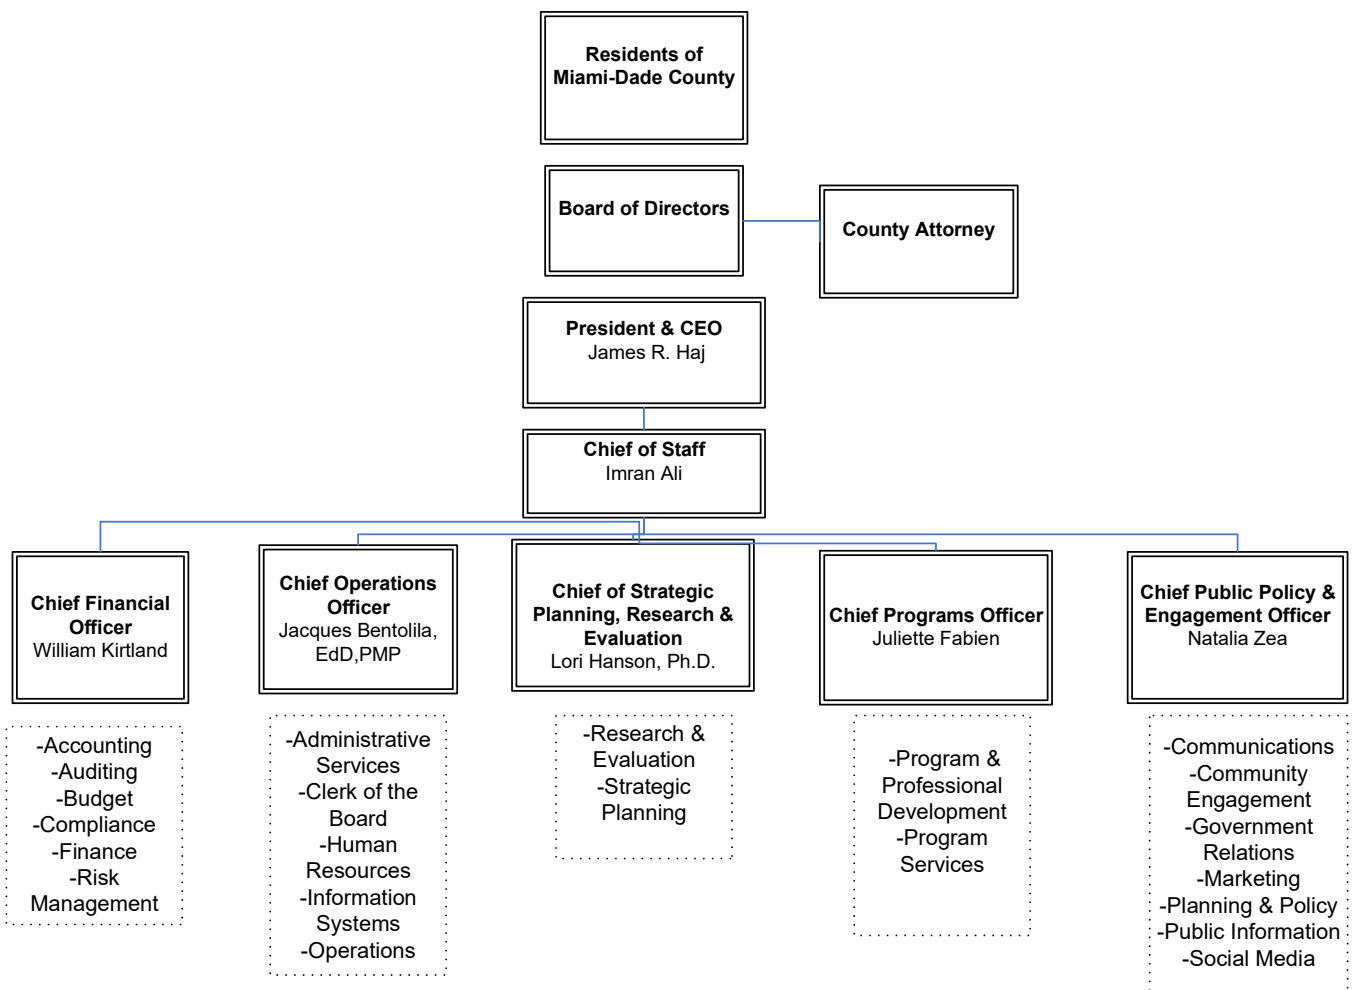 Residents of
Miami-Dade County
Board of Directors
County Attorney
President & CEO
James R. Haj
Chief of Staff
Imran Ali
Chief Financial
Officer
William Kirtland
Chief Operations
Officer
Jacques Bentolila,
EdD,PMP
Chief of Strategic
Planning, Research &
Evaluation
Lori Hanson, Ph.D.
Chief Programs Officer
Juliette Fabien
Chief Public Policy &
Engagement Officer
Natalia Zea
-Accounting
-Auditing
-Budget
-Compliance
-Finance
-Risk
Management
-Administrative
Services
-Clerk of the
Board
-Human
Resources
-Information
Systems
-Operations
-Research &
Evaluation
-Strategic
Planning
-Program &
Professional
Development
-Program
Services
-Communications
-Community
Engagement
-Government
Relations
-Marketing
-Planning & Policy
-Public Information
-Social Media